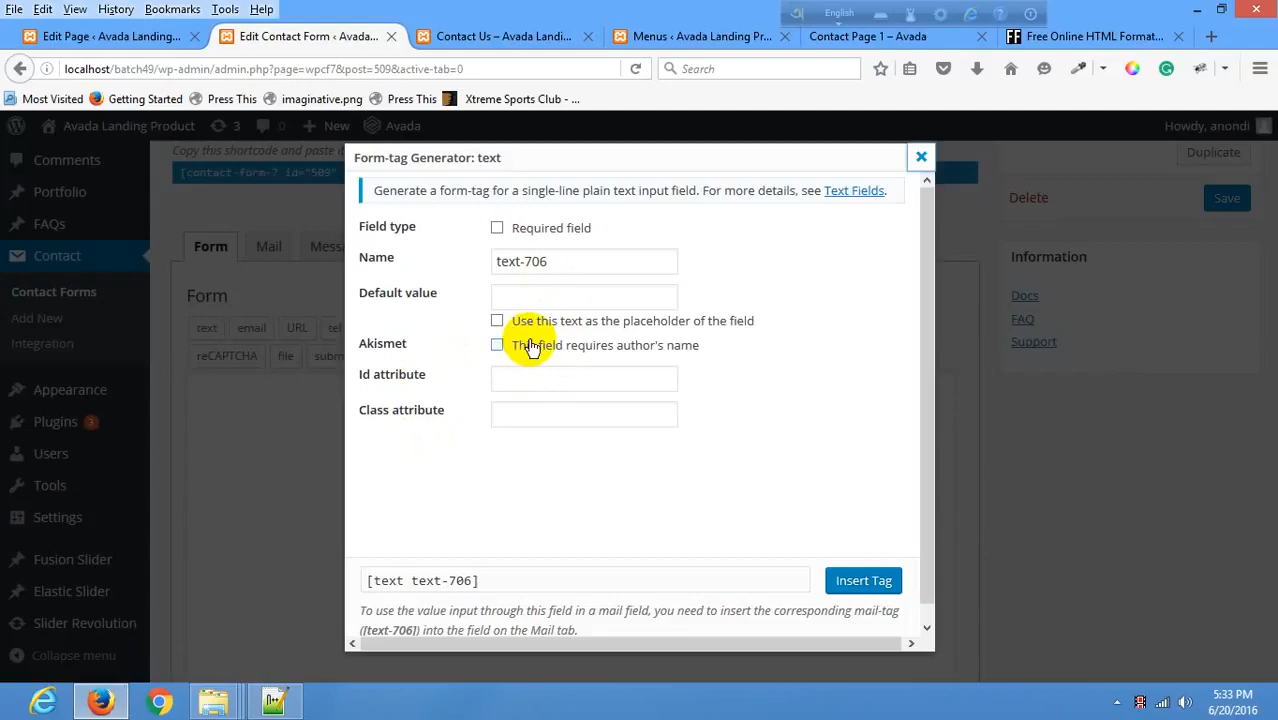 File Edit View History Bookmarks Tools Help
English
Edit Page ‹ Avada Landing...
Edit Contact Form ‹ Avada...
Contact Us – Avada Landi...
Menus ‹ Avada Landing Pr...
Contact Page 1 – Avada
Free Online HTML Format...
localhost/batch49/wp-admin/admin.php?page=wpcf7&post=509&active-tab=0
Search
Most Visited Getting Started Press This imaginative.png Press This Xtreme Sports Club - ...
Avada Landing Product 3 New Avada Howdy, anondi
Comments
Portfolio
FAQs
Contact
Contact Forms
Add New
Integration
Appearance
Plugins 3
Users
Tools
Settings
Fusion Slider
Elastic Slider
Slider Revolution
Collapse menu
Copy this shortcode and paste
[contact-form-7 id="509"
Form Mail
Form
text email URL tel
reCAPTCHA file
Form-tag Generator: text
Generate a form-tag for a single-line plain text input field. For more details, see Text Fields.
Field type Required field
Name text-706
Default value
Use this text as the placeholder of the field
Akismet field requires author's name
Id attribute
Class attribute
[text text-706]
Insert Tag
To use the value input through this field in a mail field, you need to insert the corresponding mail-tag
([text-706]) into the field on the Mail tab.
Duplicate
Delete Save
Information
Docs
FAQ
Support
5:33 PM
6/20/2016